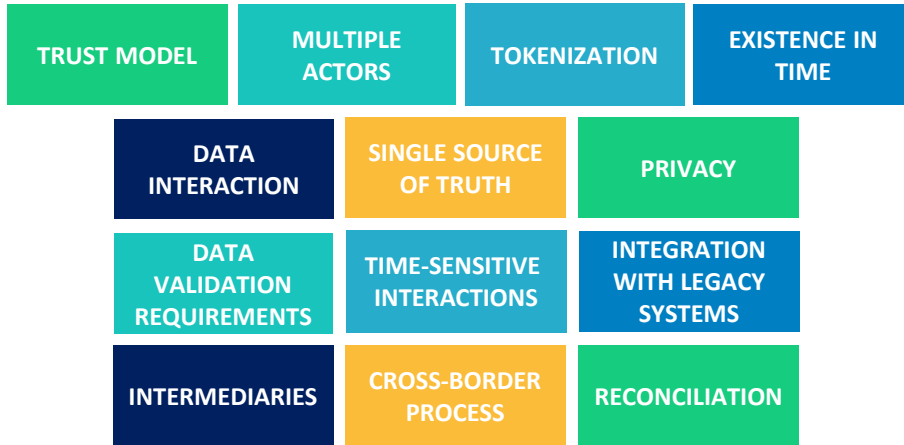 TRUST MODEL
MULTIPLE
ACTORS
TOKENIZATION
EXISTENCE IN
TIME
DATA
INTERACTION
SINGLE SOURCE
OF TRUTH
PRIVACY
DATA
VALIDATION
REQUIREMENTS
TIME-SENSITIVE
INTERACTIONS
INTEGRATION
WITH LEGACY
SYSTEMS
INTERMEDIARIES
CROSS-BORDER
PROCESS
RECONCILIATION